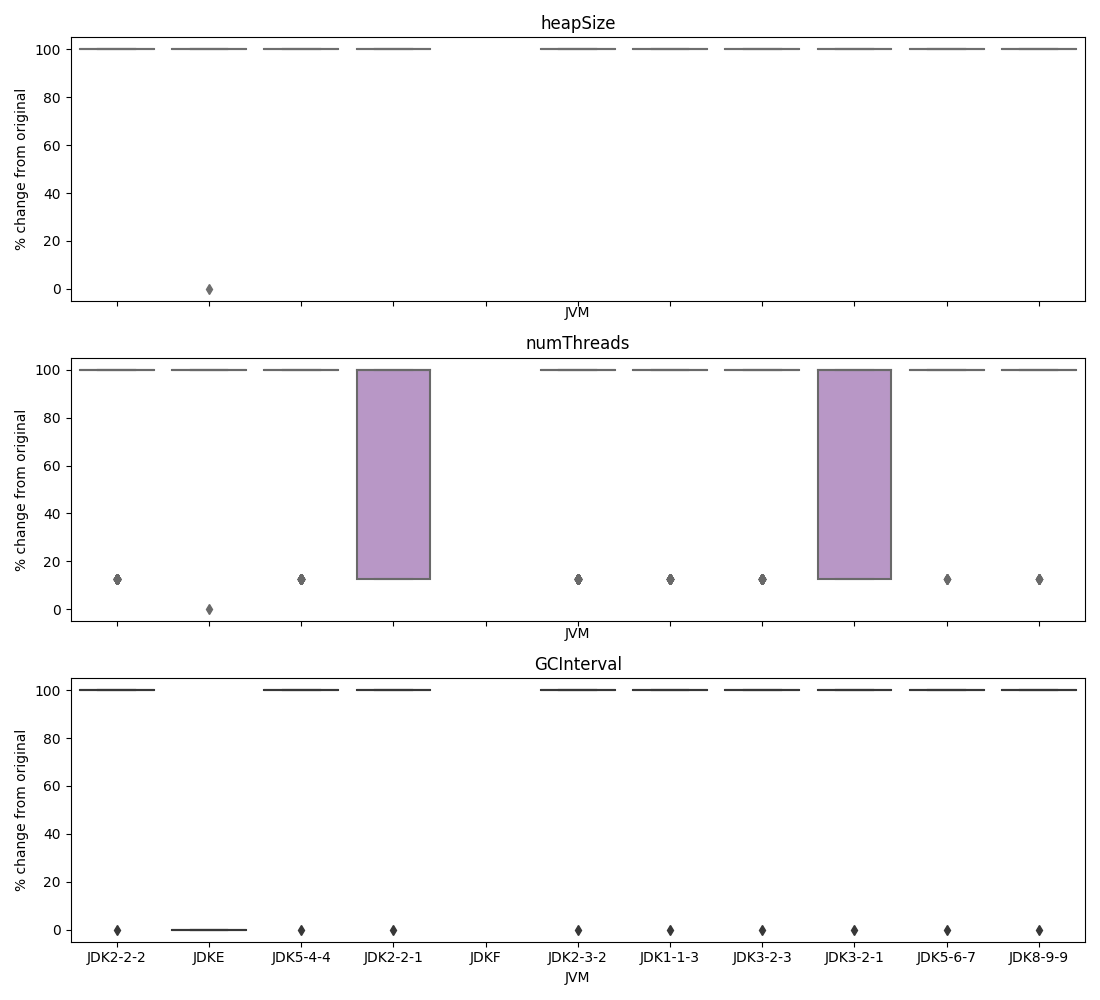 heapSize
% change from original
100
80
60
40
20
0
JVM
numThreads
% change from original
100
80
60
40
20
0
JVM
GCInterval
% change from original
100
80
60
40
20
0
JDK2-2-2 JDKE JDK5-4-4 JDK2-2-1 JDKF JDK2-3-2 JDK1-1-3 JDK3-2-3 JDK3-2-1 JDK5-6-7 JDK8-9-9
JVM